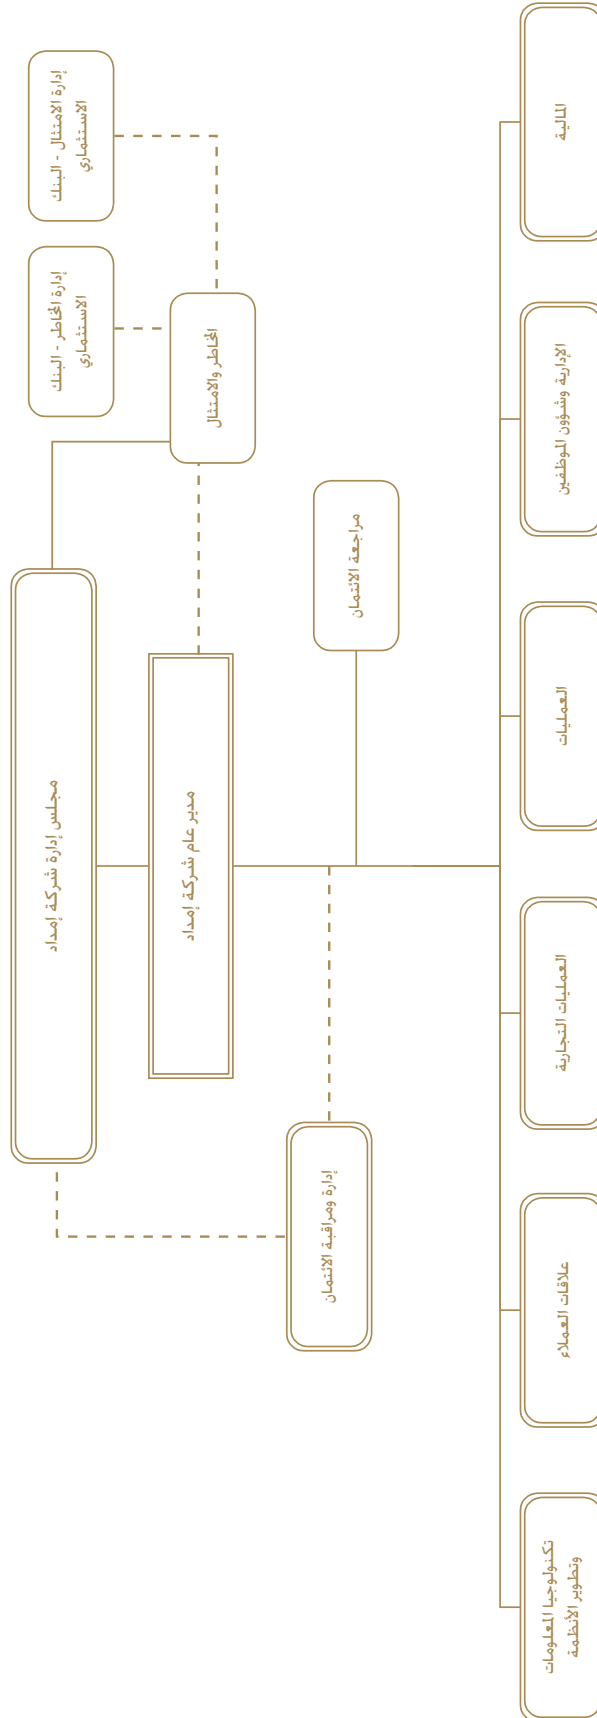 إدارة الامتثال - البنك
الاستثماري
إدارة المخاطر - البنك
الاستثماري
المخاطر والامتثال
مجلس إدارة شركة إمداد
مدير عام شركة إمداد
مراجعة الائتمان
إدارة ومراقبة الائتمان
المالية
الإدارية وشؤون الموظفين
العمليات
العمليات التجارية
علاقات العملاء
تكنولوجيا المعلومات
وتطوير الأنظمة